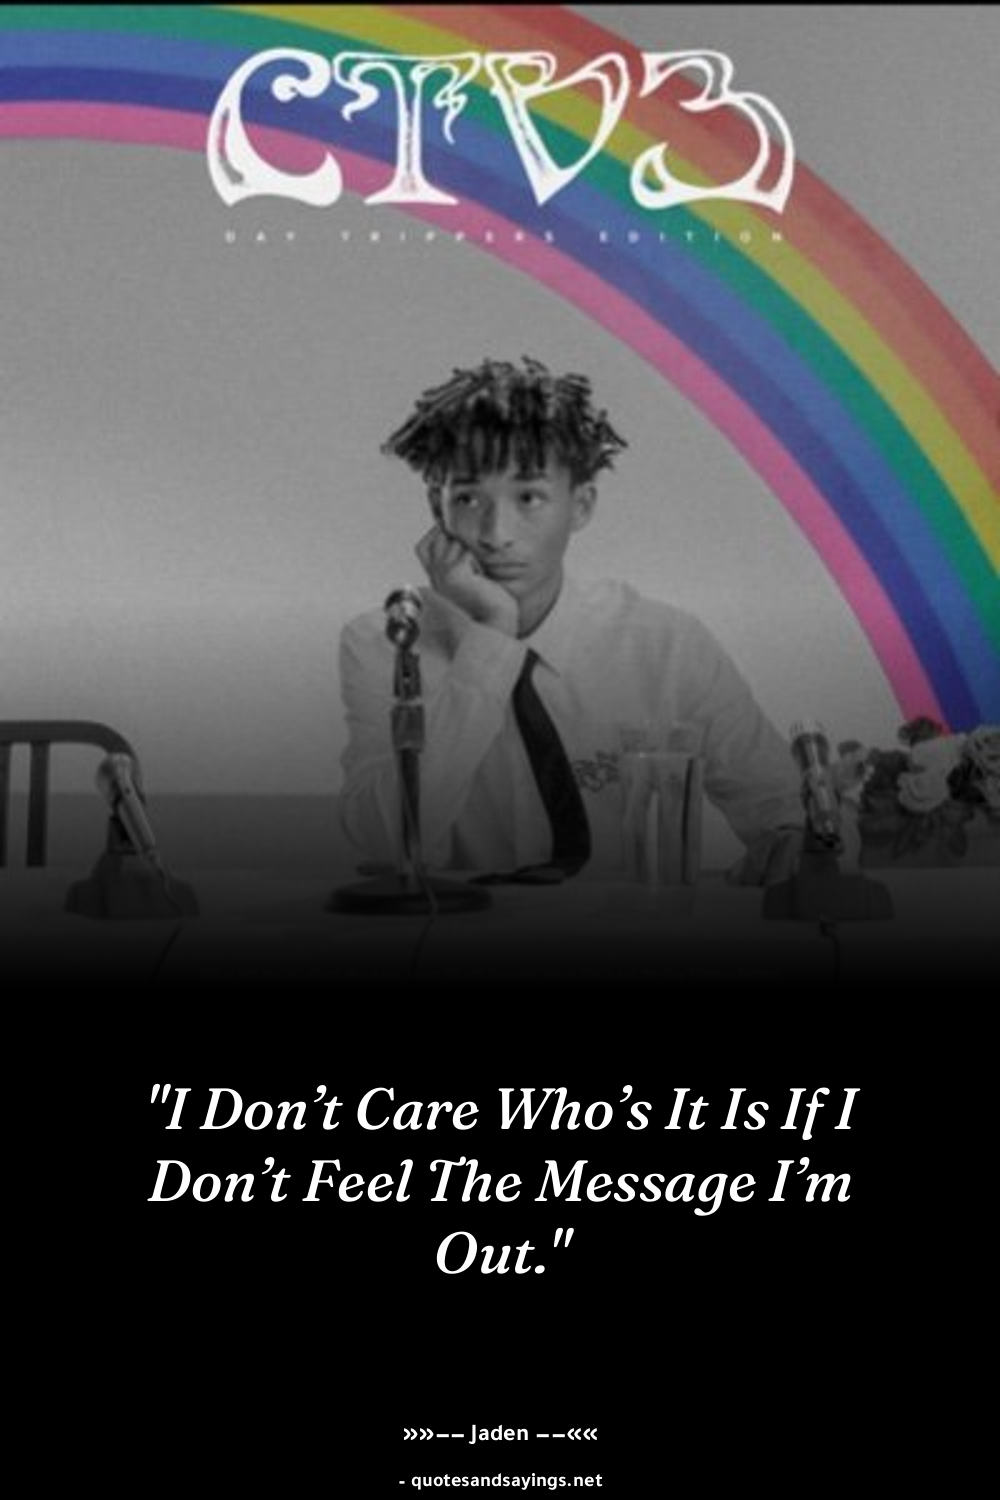 CTV3
DAY TRIPPERS EDITION
"I Don’t Care Who’s It Is If I
Don’t Feel The Message I’m
Out."
»»−− Jaden −−««
- quotesandsayings.net